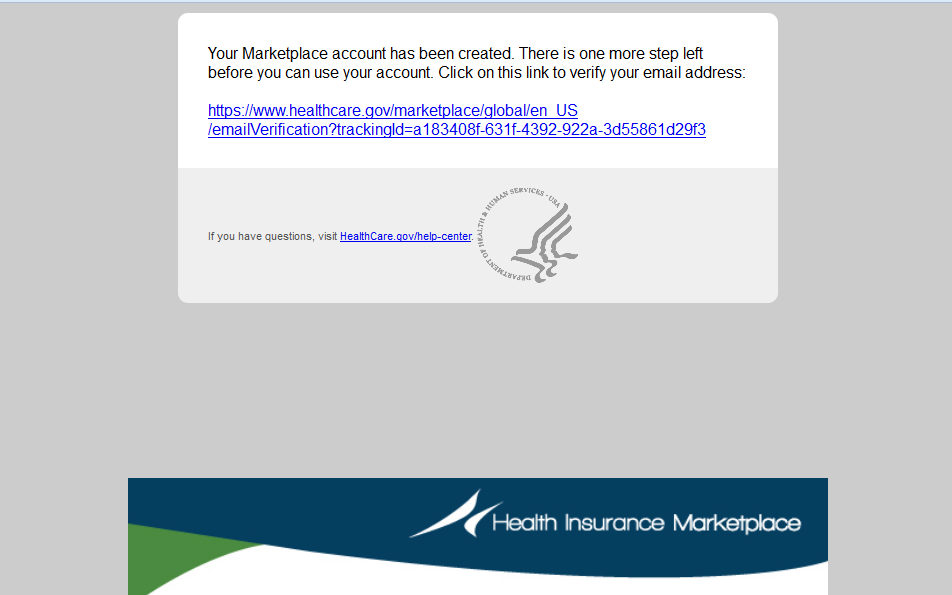 Your Marketplace account has been created. There is one more step left
before you can use your account. Click on this link to verify your email address:
https://www.healthcare.gov/marketplace/global/en_US
/emailVerification?trackingId=a183408f-631f-4392-922a-3d55861d29f3
If you have questions, visit HealthCare.gov/help-center.
DEPARTMENT OF HEALTH & HUMAN SERVICES · USA
Health Insurance Marketplace